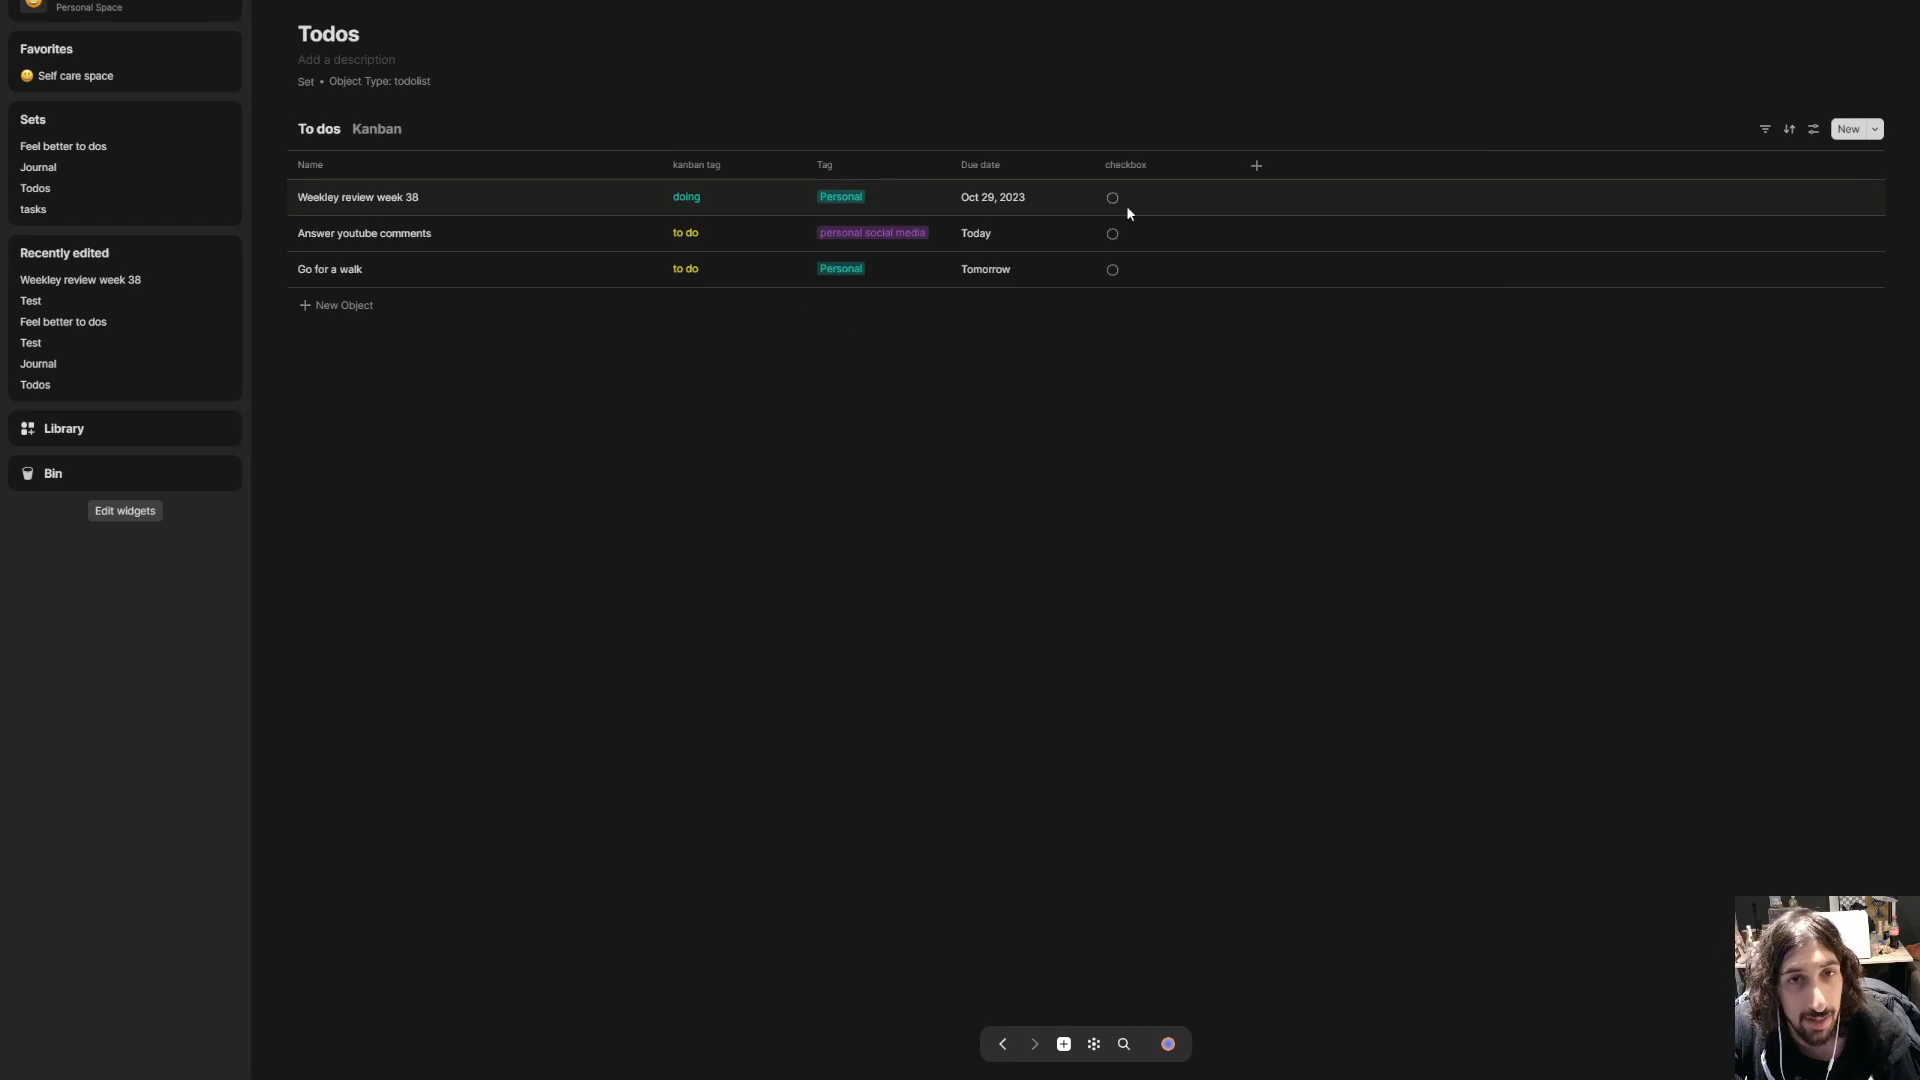 Personal Space
Favorites
Self care space
Sets
Feel better to dos
Journal
Todos
tasks
Recently edited
Weekley review week 38
Test
Feel better to dos
Test
Journal
Todos
Library
Bin
Edit widgets
Todos
Add a description
Set • Object Type: todolist
To dos Kanban
New
Name kanban tag Tag Due date checkbox
Weekley review week 38 doing Personal Oct 29, 2023
Answer youtube comments to do personal social media Today
Go for a walk to do Personal Tomorrow
New Object